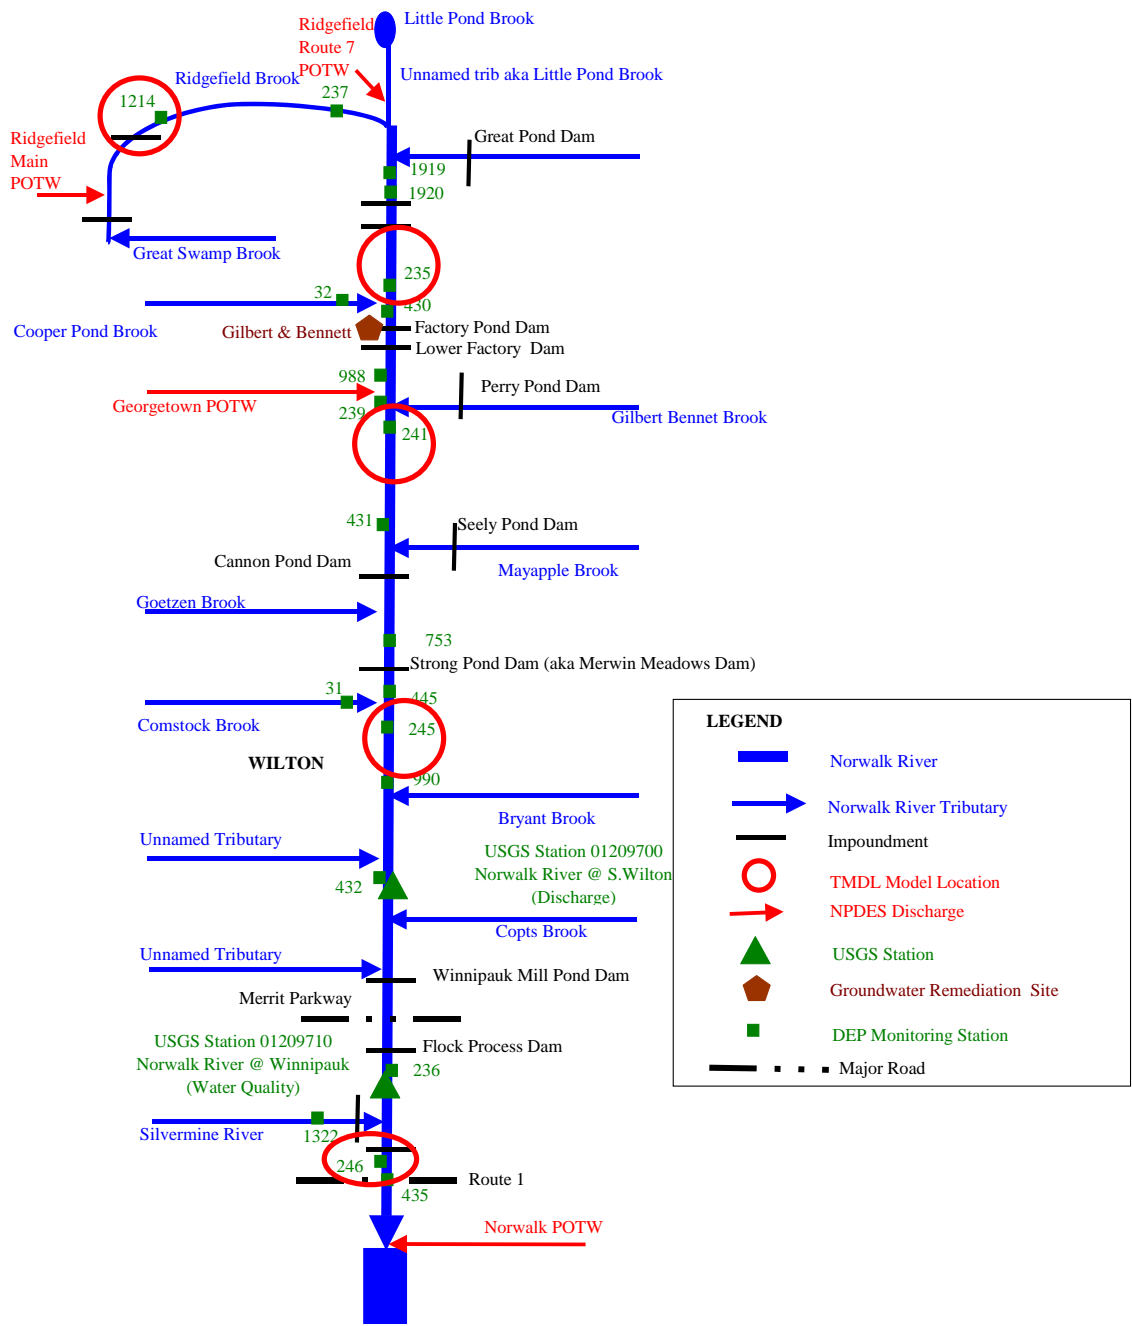 Little Pond Brook
Ridgefield
Route 7
POTW
Unnamed trib aka Little Pond Brook
Ridgefield Brook
237
1214
Ridgefield
Main
POTW
Great Pond Dam
1919
1920
Great Swamp Brook
235
32
430
Cooper Pond Brook
Gilbert & Bennett
Factory Pond Dam
Lower Factory Dam
988
Perry Pond Dam
Georgetown POTW
239
Gilbert Bennet Brook
241
431
Seely Pond Dam
Cannon Pond Dam
Mayapple Brook
Goetzen Brook
753
Strong Pond Dam (aka Merwin Meadows Dam)
31
445
Comstock Brook
245
WILTON
990
Bryant Brook
Unnamed Tributary
USGS Station 01209700
Norwalk River @ S.Wilton
(Discharge)
432
Copts Brook
Unnamed Tributary
Winnipauk Mill Pond Dam
Merrit Parkway
USGS Station 01209710
Norwalk River @ Winnipauk
(Water Quality)
Flock Process Dam
236
Silvermine River
1322
246
Route 1
435
Norwalk POTW
LEGEND
Norwalk River
Norwalk River Tributary
Impoundment
TMDL Model Location
NPDES Discharge
USGS Station
Groundwater Remediation Site
DEP Monitoring Station
Major Road